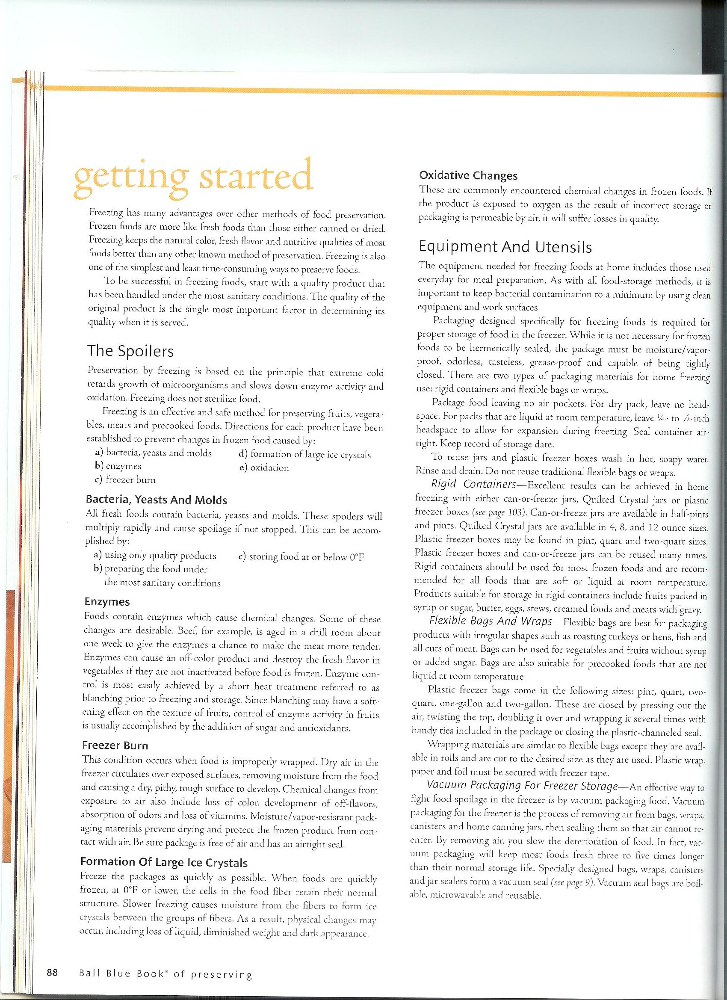 getting started
Freezing has many advantages over other methods of food preservation.
Frozen foods are more like fresh foods than those either canned or dried.
Freezing keeps the natural color, fresh flavor and nutritive qualities of most
foods better than any other known method of preservation. Freezing is also
one of the simplest and least time-consuming ways to preserve foods.
To be successful in freezing foods, start with a quality product that
has been handled under the most sanitary conditions. The quality of the
original product is the single most important factor in determining its
quality when it is served.
The Spoilers
Preservation by freezing is based on the principle that extreme cold
retards growth of microorganisms and slows down enzyme activity and
oxidation. Freezing does not sterilize food.
Freezing is an effective and safe method for preserving fruits, vegeta-
bles, meats and precooked foods. Directions for each product have been
established to prevent changes in frozen food caused by:
a) bacteria, yeasts and molds
b) enzymes
c) freezer burn
d) formation of large ice crystals
e) oxidation
Bacteria, Yeasts And Molds
All fresh foods contain bacteria, yeasts and molds. These spoilers will
multiply rapidly and cause spoilage if not stopped. This can be accom-
plished by:
a) using only quality products
b) preparing the food under
the most sanitary conditions
c) storing food at or below 0°F
Enzymes
Foods contain enzymes which cause chemical changes. Some of these
changes are desirable. Beef, for example, is aged in a chill room about
one week to give the enzymes a chance to make the meat more tender.
Enzymes can cause an off-color product and destroy the fresh flavor in
vegetables if they are not inactivated before food is frozen. Enzyme con-
trol is most easily achieved by a short heat treatment referred to as
blanching prior to freezing and storage. Since blanching may have a soft-
ening effect on the texture of fruits, control of enzyme activity in fruits
is usually accomplished by the addition of sugar and antioxidants.
Freezer Burn
This condition occurs when food is improperly wrapped. Dry air in the
freezer circulates over exposed surfaces, removing moisture from the food
and causing a dry, pithy, tough surface to develop. Chemical changes from
exposure to air also include loss of color, development of off-flavors,
absorption of odors and loss of vitamins. Moisture/vapor-resistant pack-
aging materials prevent drying and protect the frozen product from con-
tact with air. Be sure package is free of air and has an airtight seal.
Formation Of Large Ice Crystals
Freeze the packages as quickly as possible. When foods are quickly
frozen, at 0°F or lower, the cells in the food fiber retain their normal
structure. Slower freezing causes moisture from the fibers to form ice
crystals between the groups of fibers. As a result, physical changes may
occur, including loss of liquid, diminished weight and dark appearance.
Oxidative Changes
These are commonly encountered chemical changes in frozen foods. If
the product is exposed to oxygen as the result of incorrect storage or
packaging is permeable by air, it will suffer losses in quality.
Equipment And Utensils
The equipment needed for freezing foods at home includes those used
everyday for meal preparation. As with all food-storage methods, it is
important to keep bacterial contamination to a minimum by using clean
equipment and work surfaces.
Packaging designed specifically for freezing foods is required for
proper storage of food in the freezer. While it is not necessary for frozen
foods to be hermetically sealed, the package must be moisture/vapor-
proof, odorless, tasteless, grease-proof and capable of being tightly
closed. There are two types of packaging materials for home freezing
use: rigid containers and flexible bags or wraps.
Package food leaving no air pockets. For dry pack, leave no head-
space. For packs that are liquid at room temperature, leave ¼- to ½-inch
headspace to allow for expansion during freezing. Seal container air-
tight. Keep record of storage date.
To reuse jars and plastic freezer boxes wash in hot, soapy water.
Rinse and drain. Do not reuse traditional flexible bags or wraps.
Rigid Containers—Excellent results can be achieved in home
freezing with either can-or-freeze jars, Quilted Crystal jars or plastic
freezer boxes (see page 103). Can-or-freeze jars are available in half-pints
and pints. Quilted Crystal jars are available in 4, 8, and 12 ounce sizes.
Plastic freezer boxes may be found in pint, quart and two-quart sizes.
Plastic freezer boxes and can-or-freeze jars can be reused many times.
Rigid containers should be used for most frozen foods and are recom-
mended for all foods that are soft or liquid at room temperature.
Products suitable for storage in rigid containers include fruits packed in
syrup or sugar, butter, eggs, stews, creamed foods and meats with gravy.
Flexible Bags And Wraps—Flexible bags are best for packaging
products with irregular shapes such as roasting turkeys or hens, fish and
all cuts of meat. Bags can be used for vegetables and fruits without syrup
or added sugar. Bags are also suitable for precooked foods that are not
liquid at room temperature.
Plastic freezer bags come in the following sizes: pint, quart, two-
quart, one-gallon and two-gallon. These are closed by pressing out the
air, twisting the top, doubling it over and wrapping it several times with
handy ties included in the package or closing the plastic-channeled seal.
Wrapping materials are similar to flexible bags except they are avail-
able in rolls and are cut to the desired size as they are used. Plastic wrap,
paper and foil must be secured with freezer tape.
Vacuum Packaging For Freezer Storage—An effective way to
fight food spoilage in the freezer is by vacuum packaging food. Vacuum
packaging for the freezer is the process of removing air from bags, wraps,
canisters and home canning jars, then sealing them so that air cannot re-
enter. By removing air, you slow the deterioration of food. In fact, vac-
uum packaging will keep most foods fresh three to five times longer
than their normal storage life. Specially designed bags, wraps, canisters
and jar sealers form a vacuum seal (see page 9). Vacuum seal bags are boil-
able, microwavable and reusable.
88 Ball Blue Book® of preserving